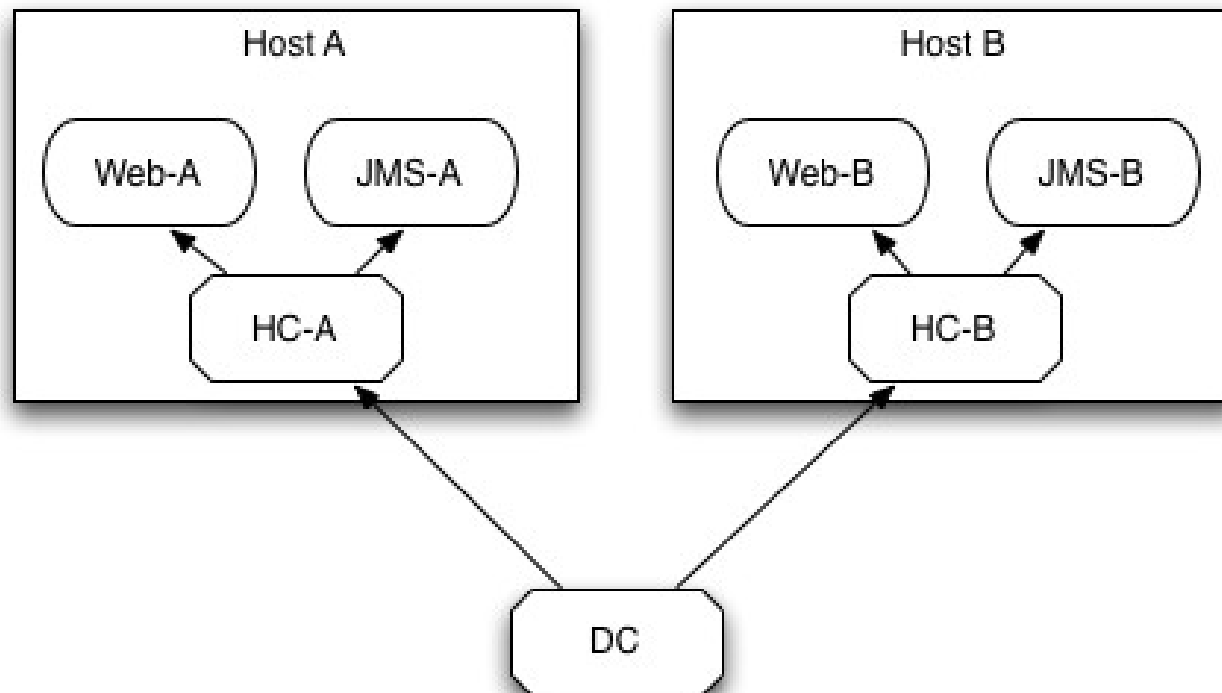 Host A
Host B
Web-A
JMS-A
Web-B
JMS-B
HC-A
HC-B
DC